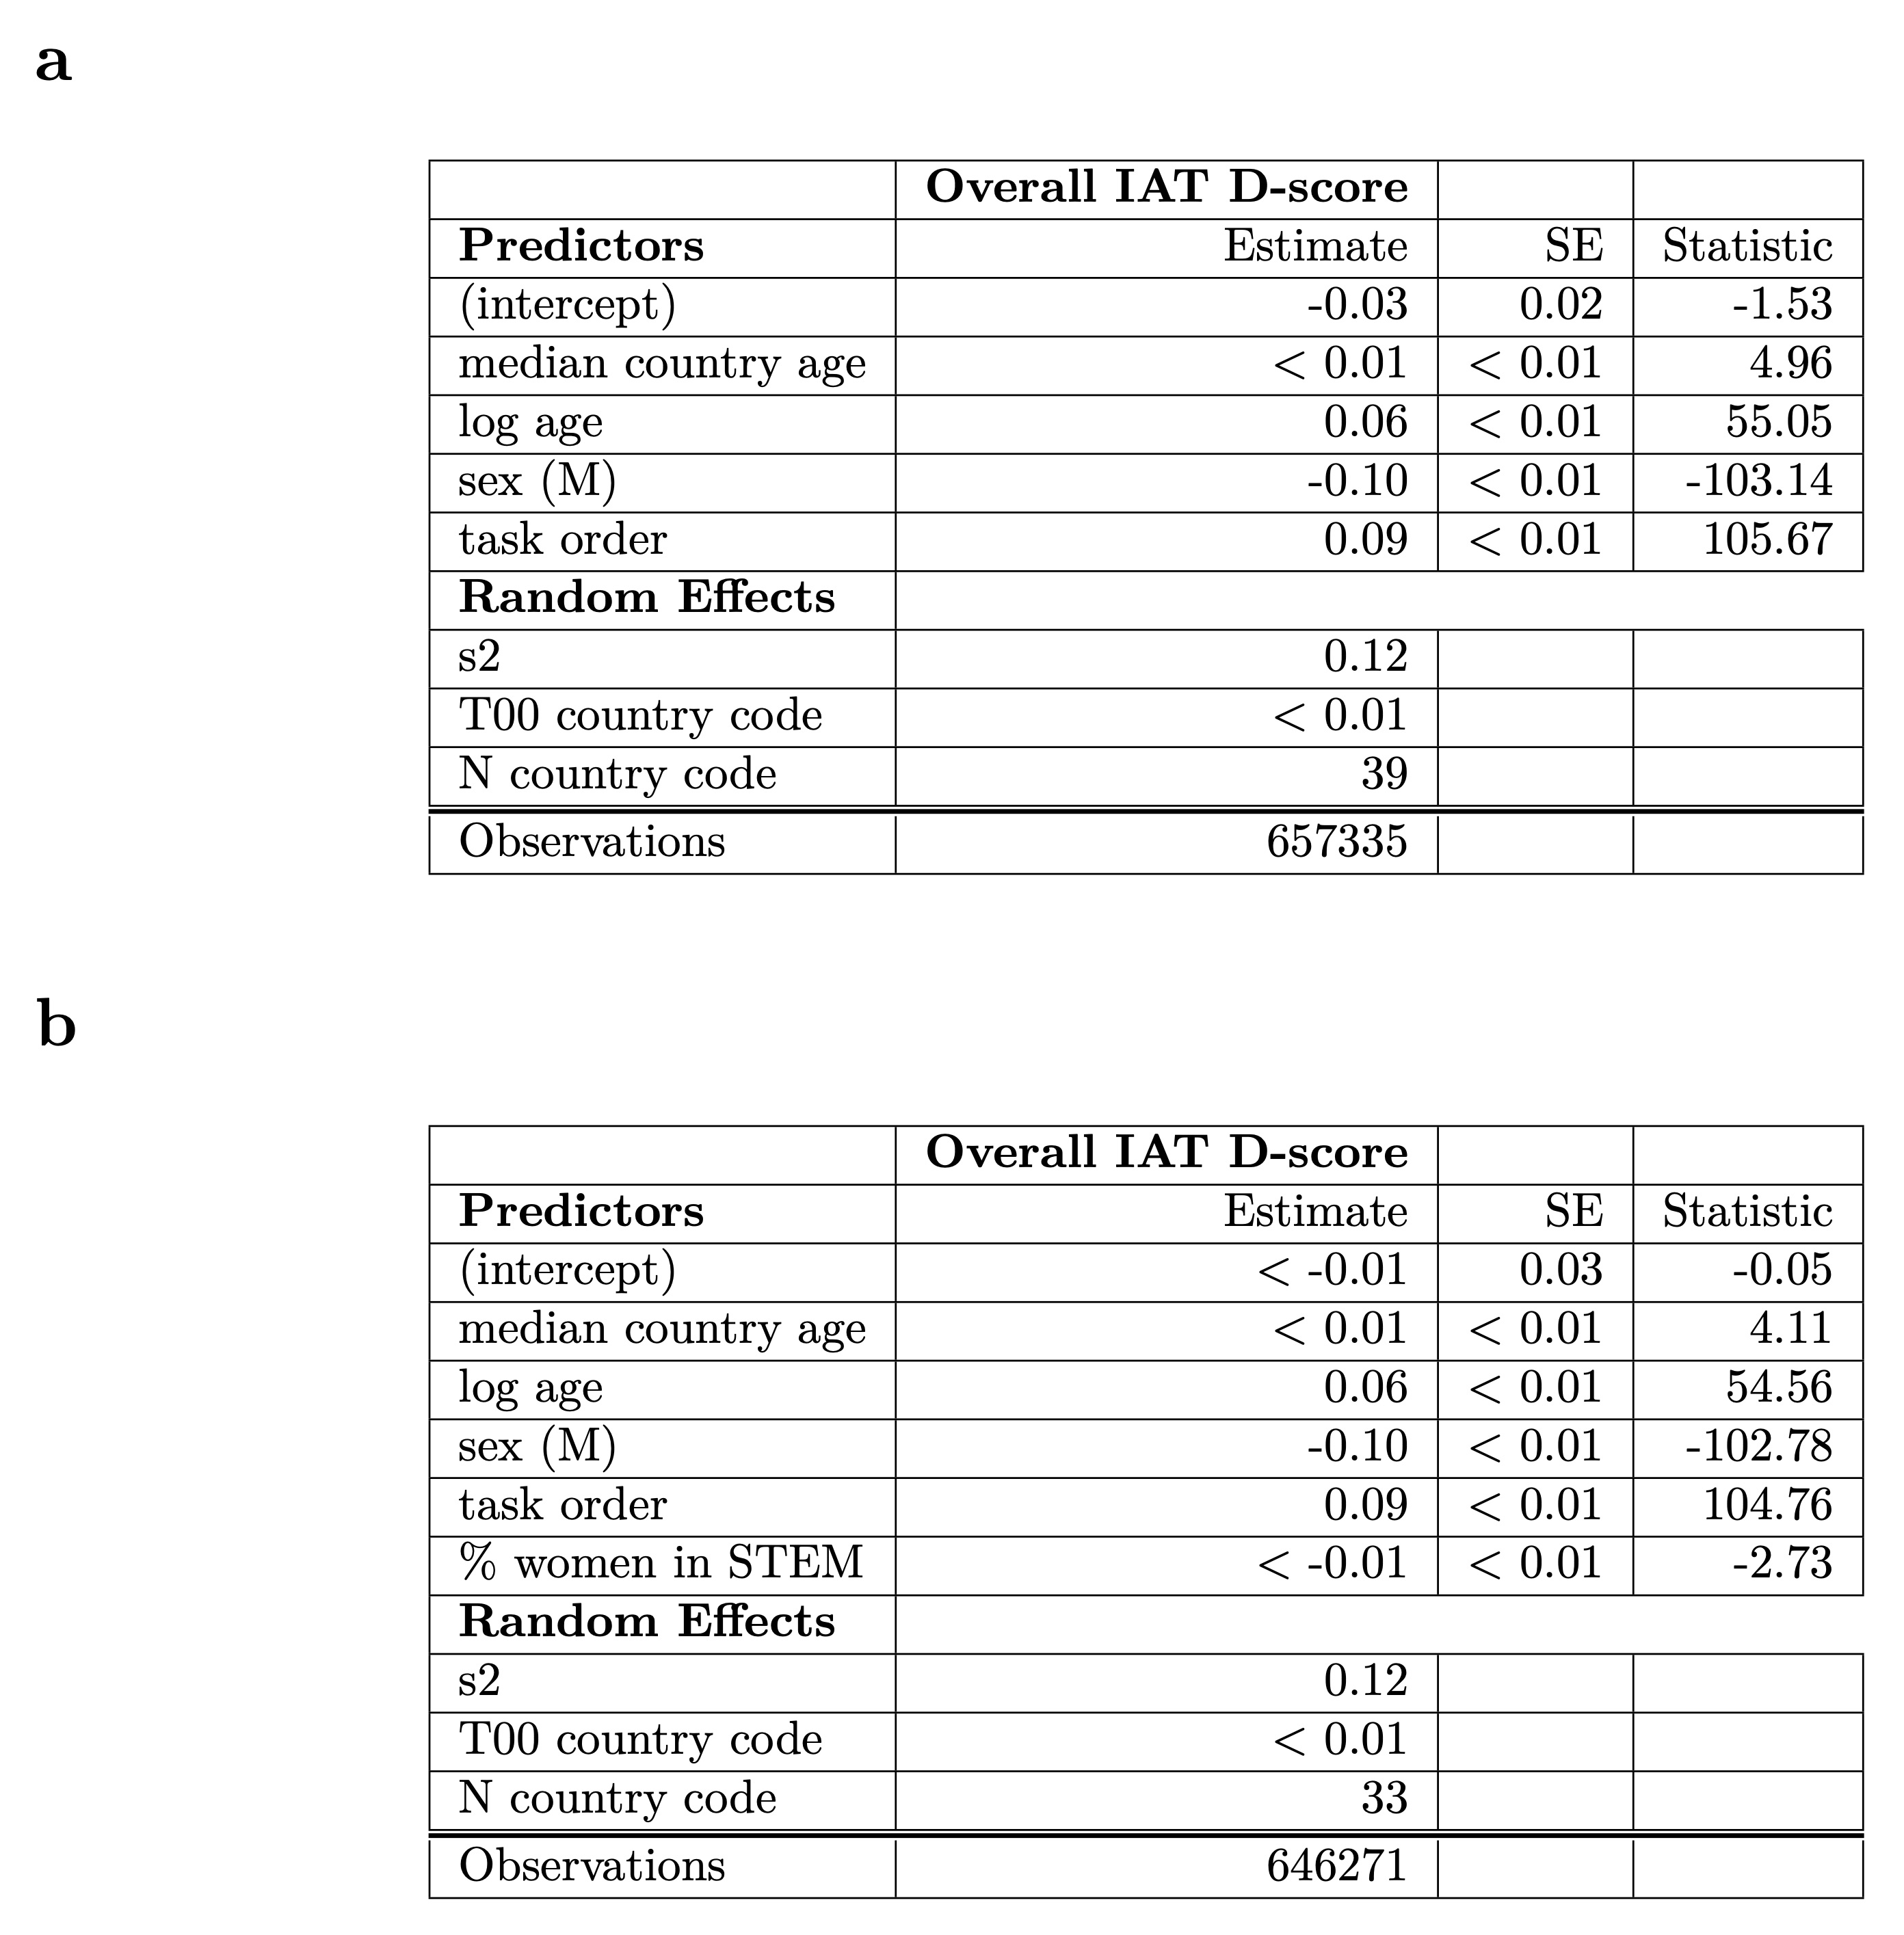 a
Overall IAT D-score
Predictors Estimate SE Statistic
(intercept) -0.03 0.02 -1.53
median country age < 0.01 < 0.01 4.96
log age 0.06 < 0.01 55.05
sex (M) -0.10 < 0.01 -103.14
task order 0.09 < 0.01 105.67
Random Effects
s2 0.12
T00 country code < 0.01
N country code 39
Observations 657335
b
Overall IAT D-score
Predictors Estimate SE Statistic
(intercept) < -0.01 0.03 -0.05
median country age < 0.01 < 0.01 4.11
log age 0.06 < 0.01 54.56
sex (M) -0.10 < 0.01 -102.78
task order 0.09 < 0.01 104.76
% women in STEM < -0.01 < 0.01 -2.73
Random Effects
s2 0.12
T00 country code < 0.01
N country code 33
Observations 646271